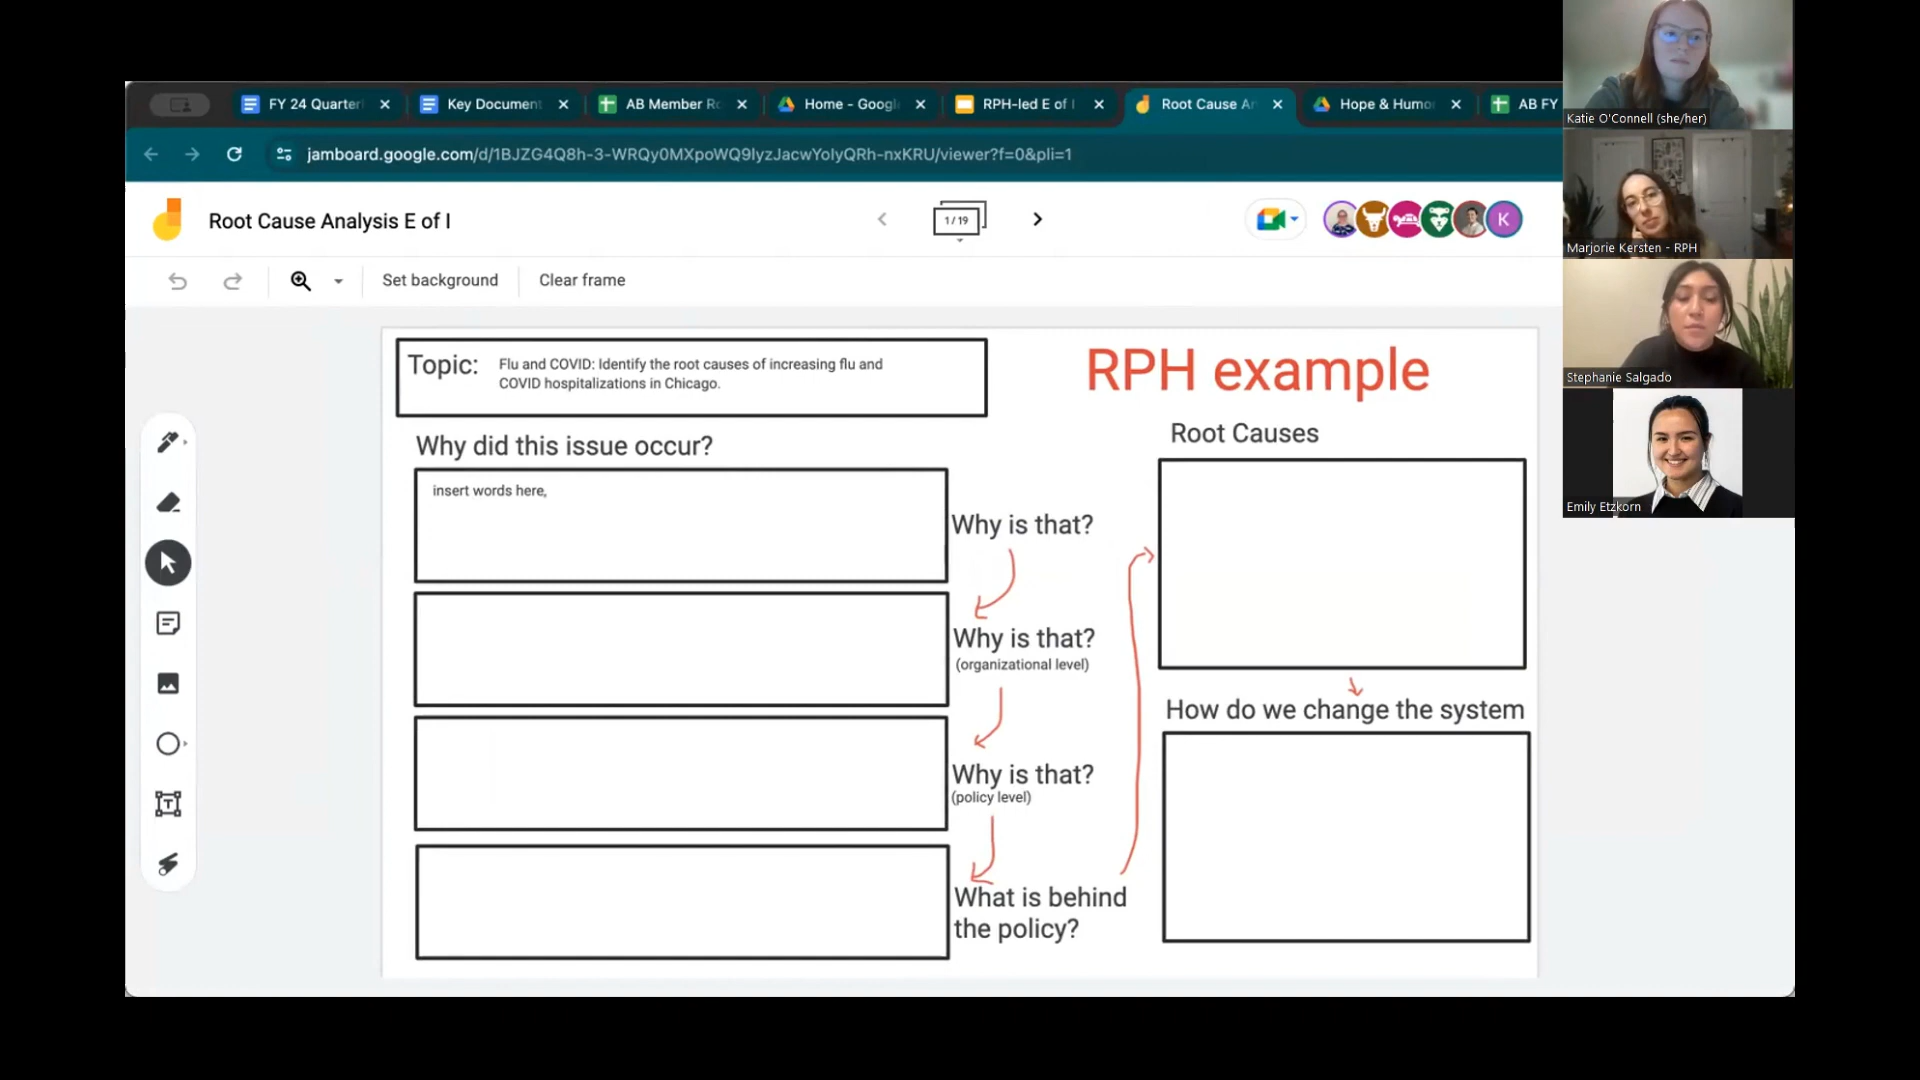 FY 24 Quarter
Key Document
AB Member Ro
Home - Googl
RPH-led E of I
Root Cause An
Hope & Humo
AB FY
jamboard.google.com/d/1BJZG4Q8h-3-WRQy0MXpoWQ9lyzJacwYolyQRh-nxKRU/viewer?f=0&pli=1
Root Cause Analysis E of I
1/19
K
Set background
Clear frame
Topic:
Flu and COVID: Identify the root causes of increasing flu and
COVID hospitalizations in Chicago.
RPH example
Why did this issue occur?
insert words here,
Why is that?
Why is that?
(organizational level)
Why is that?
(policy level)
What is behind
the policy?
Root Causes
How do we change the system
Katie O'Connell (she/her)
Marjorie Kersten - RPH
Stephanie Salgado
Emily Etzkorn